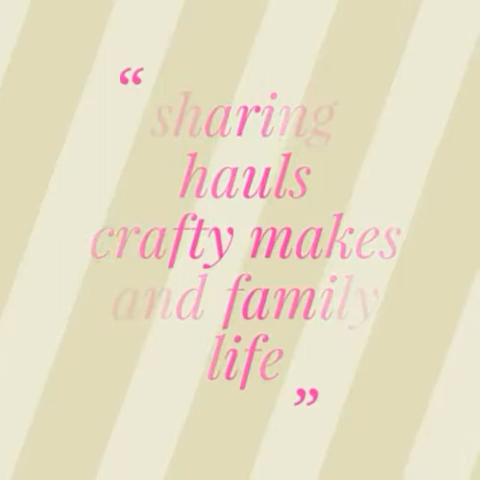 “
sharing
hauls
crafty makes
and family
life
”